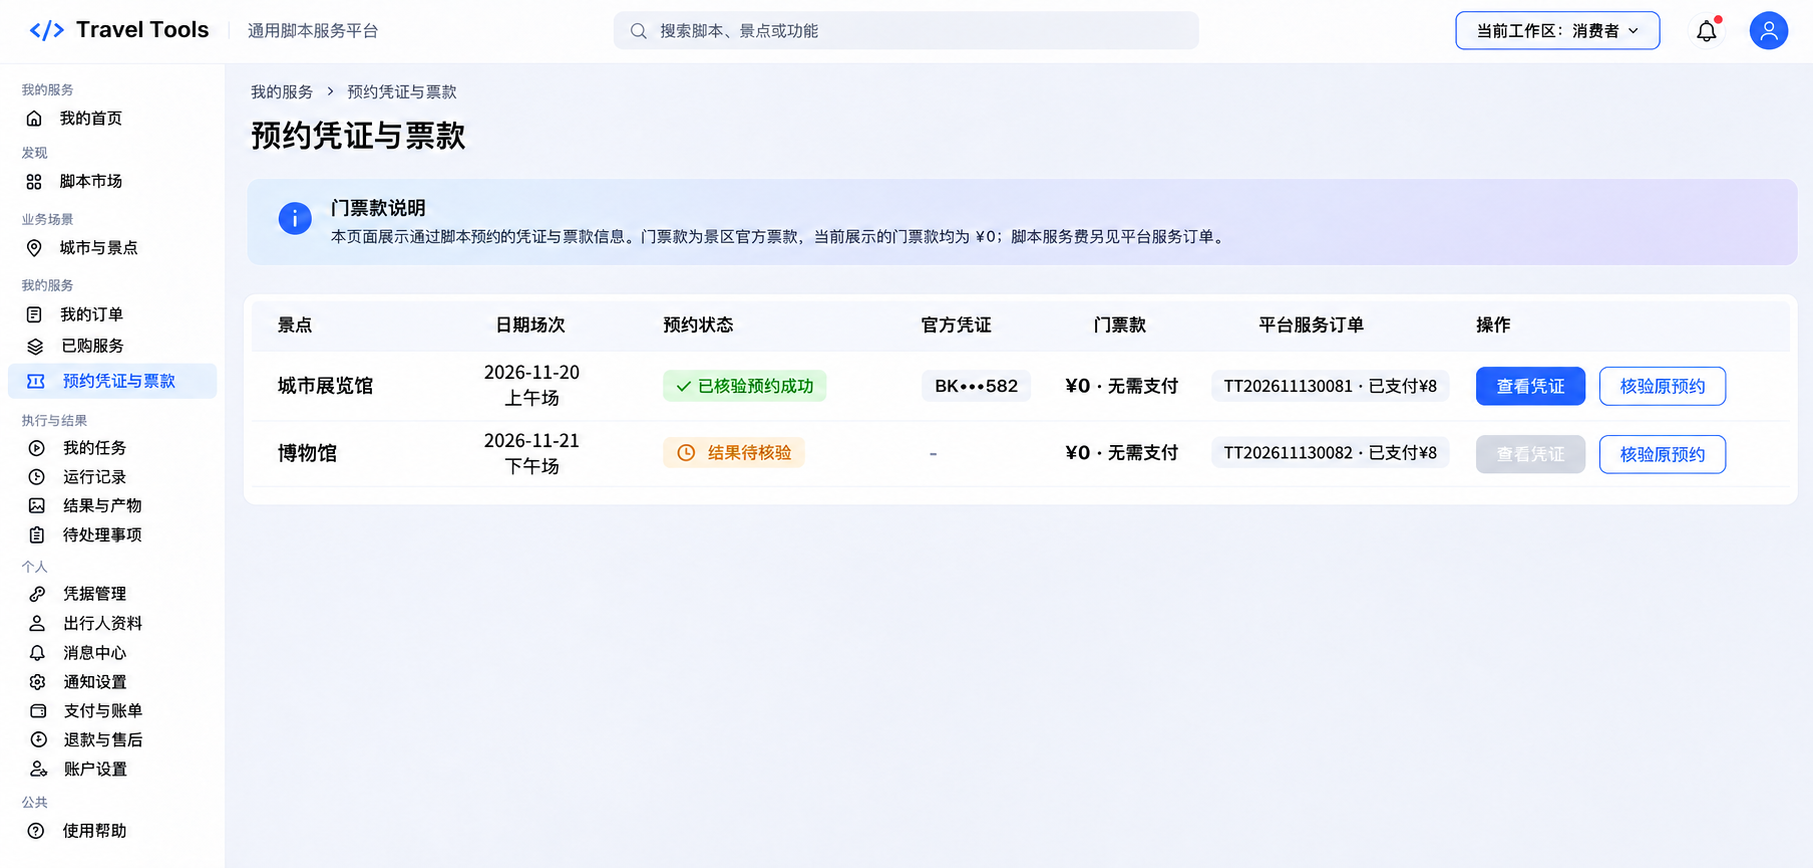 </> Travel Tools
通用脚本服务平台
搜索脚本、景点或功能
当前工作区：消费者
我的服务
我的首页
发现
脚本市场
业务场景
城市与景点
我的服务
我的订单
已购服务
预约凭证与票款
执行与结果
我的任务
运行记录
结果与产物
待处理事项
个人
凭据管理
出行人资料
消息中心
通知设置
支付与账单
退款与售后
账户设置
公共
使用帮助
我的服务 > 预约凭证与票款
预约凭证与票款
门票款说明
本页面展示通过脚本预约的凭证与票款信息。门票款为景区官方票款，当前展示的门票款均为 ¥0；脚本服务费另见平台服务订单。
景点 日期场次 预约状态 官方凭证 门票款 平台服务订单 操作
城市展览馆 2026-11-20 上午场 已核验预约成功 BK•••582 ¥0 · 无需支付 TT202611130081 · 已支付¥8 查看凭证 核验原预约
博物馆 2026-11-21 下午场 结果待核验 - ¥0 · 无需支付 TT202611130082 · 已支付¥8 查看凭证 核验原预约